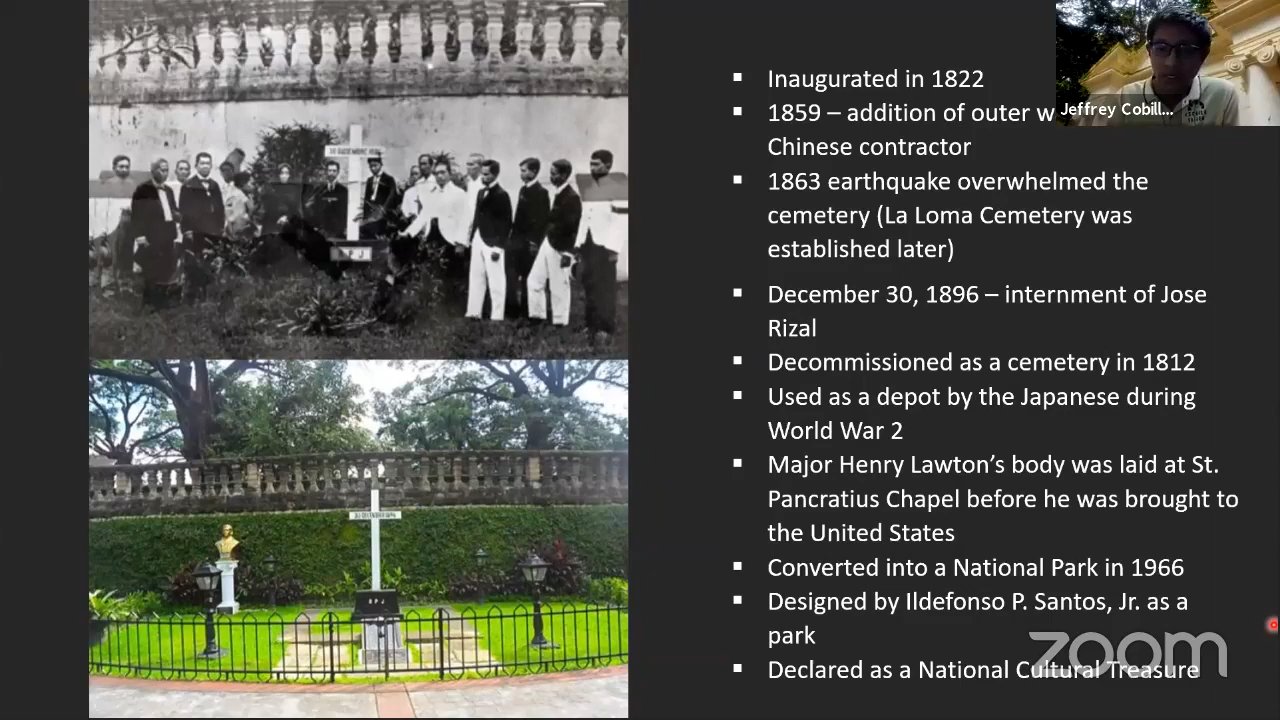 Inaugurated in 1822
1859 – addition of outer w
Chinese contractor
1863 earthquake overwhelmed the
cemetery (La Loma Cemetery was
established later)
December 30, 1896 – internment of Jose
Rizal
Decommissioned as a cemetery in 1812
Used as a depot by the Japanese during
World War 2
Major Henry Lawton’s body was laid at St.
Pancratius Chapel before he was brought to
the United States
Converted into a National Park in 1966
Designed by Ildefonso P. Santos, Jr. as a
park
Declared as a National Cultural Treasure
Jeffrey Cobill...
zoom
R P J
R P J